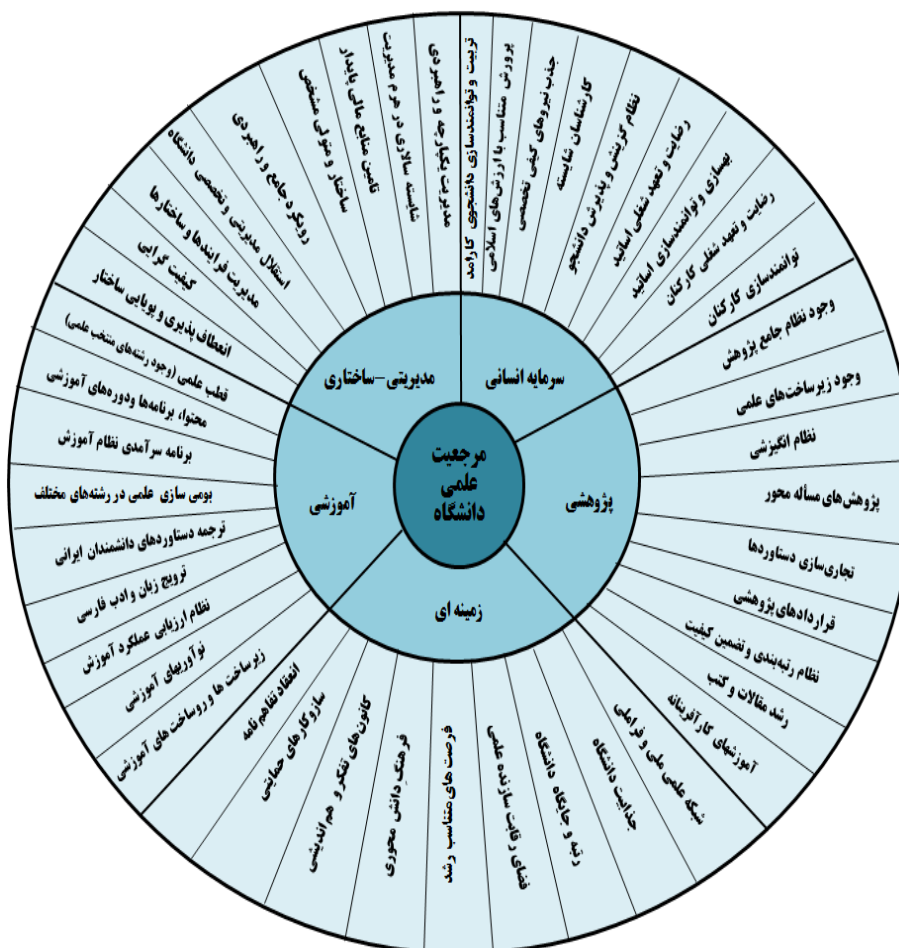 مرجعیت
علمی
دانشگاه
سرمایه انسانی
پژوهشی
زمینه ای
آموزشی
مدیریتی-ساختاری
تربیت و توانمندسازی دانشجوی کارامد
پرورش متناسب با ارزش‌های اسلامی
جذب نیروهای کیفی تخصصی
کارشناسان شایسته
نظام گزینش و پذیرش دانشجو
رضایت و تعهد شغلی اساتید
بهسازی و توانمندسازی اساتید
رضایت و تعهد شغلی کارکنان
توانمندسازی کارکنان
وجود نظام جامع پژوهش
وجود زیرساخت‌های علمی
نظام انگیزشی
پژوهش‌های مسأله محور
تجاری‌سازی دستاوردها
قراردادهای پژوهشی
نظام رتبه‌بندی و تضمین کیفیت
رشد مقالات و کتب
آموزشهای کارآفرینانه
شبکه علمی ملی و فراملی
جذابیت دانشگاه
رتبه و جایگاه دانشگاه
فضای رقابت سازنده علمی
فرصت های متناسب رشد
فرهنگ دانش محوری
کانون‌های تفکر و هم‌اندیشی
سازوکارهای حمایتی
انعقاد تفاهم‌نامه
زیرساخت ها و روساخت‌های آموزشی
نوآوریهای آموزشی
نظام ارزیابی عملکرد آموزش
ترویج زبان و ادب فارسی
ترجمه دستاوردهای دانشمندان ایرانی
بومی سازی علمی در رشته‌های مختلف
برنامه سرآمدی نظام آموزش
محتوا، برنامه‌ها ودوره‌های آموزشی
قطب علمی (وجود رشته‌های منتخب علمی)
انعطاف پذیری و پویایی ساختار
کیفیت گرایی
مدیریت فرایندها و ساختارها
استقلال مدیریتی و تخصصی دانشگاه
رویکرد جامع و راهبردی
ساختار و متولی مشخص
تامین منابع مالی پایدار
شایسته سالاری در هرم مدیریت
مدیریت یکپارچه و راهبردی